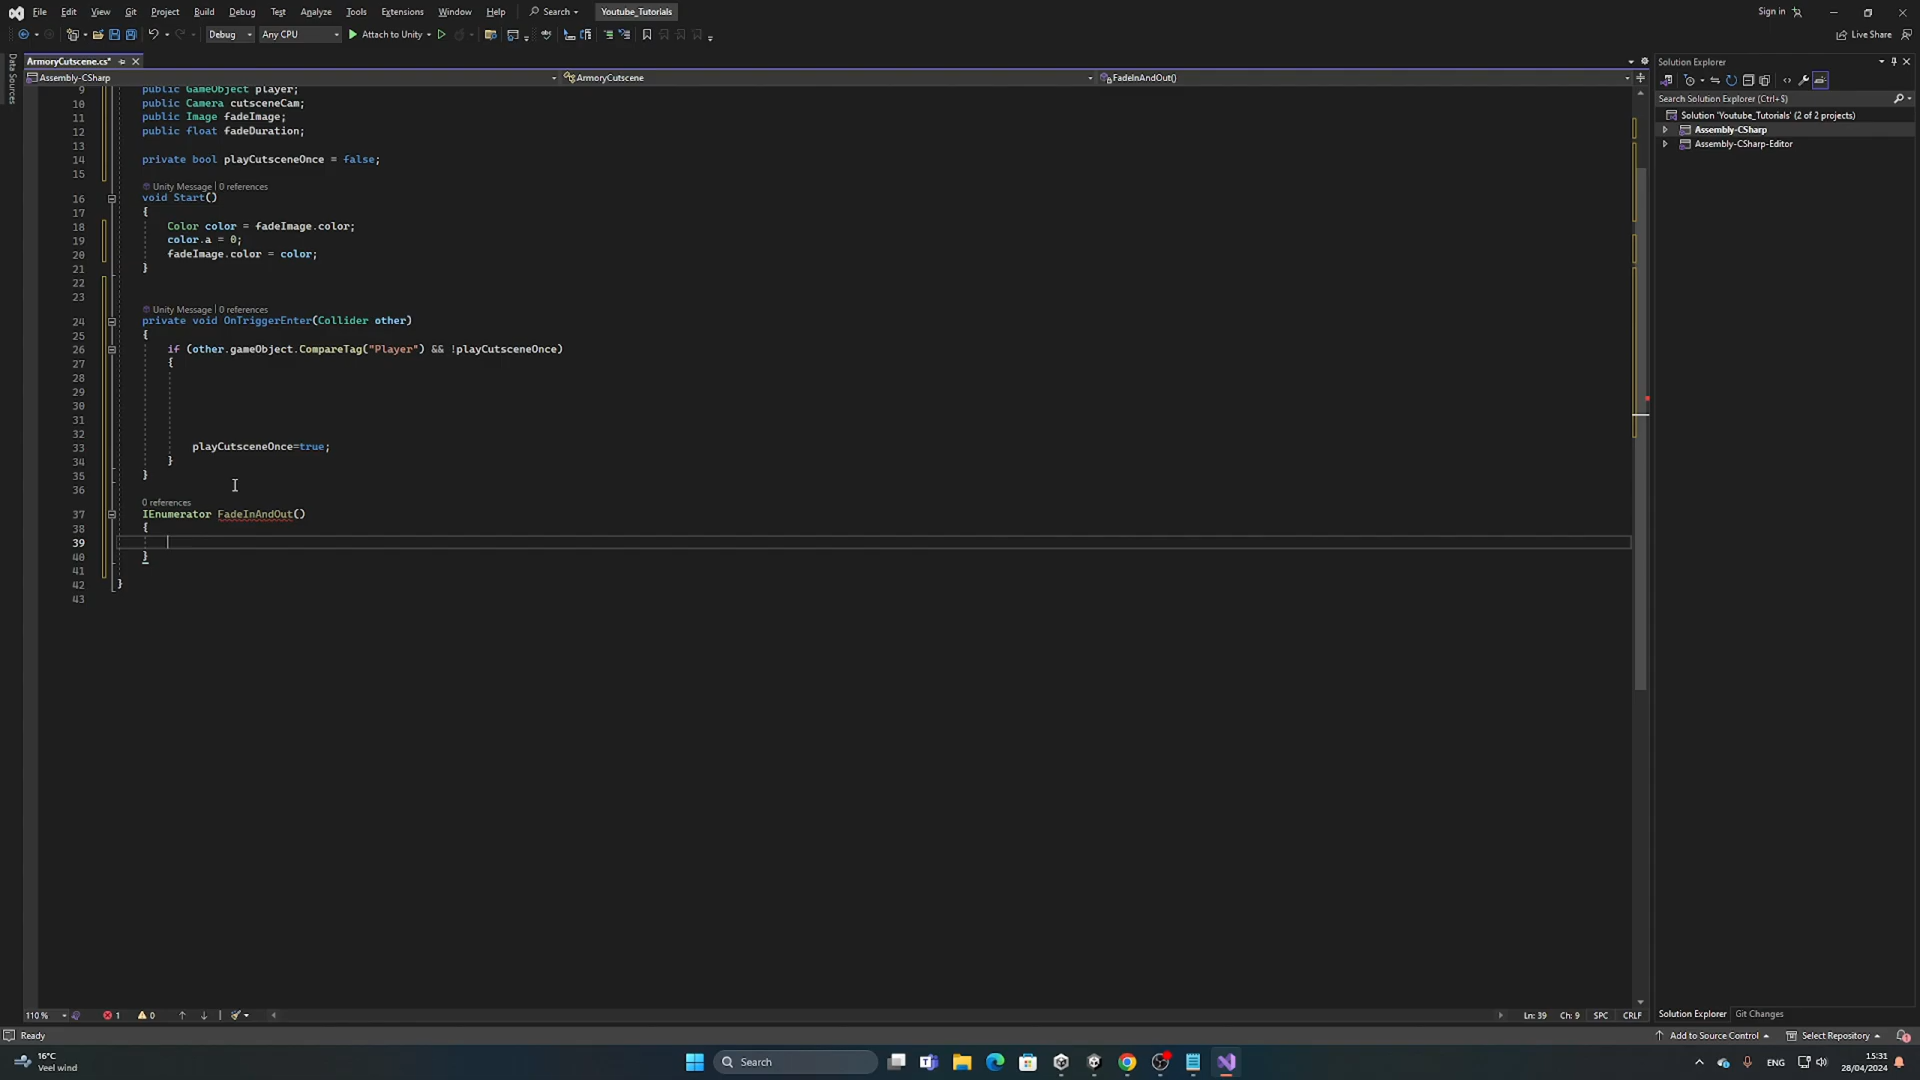 File Edit View Git Project Build Debug Test Analyze Tools Extensions Window Help Search Youtube_Tutorials Sign in
Debug Any CPU Attach to Unity Live Share
Data Sources
ArmoryCutscene.cs*
Assembly-CSharp ArmoryCutscene FadeInAndOut()
9 public GameObject player;
10 public Camera cutsceneCam;
11 public Image fadeImage;
12 public float fadeDuration;
13
14 private bool playCutsceneOnce = false;
15
Unity Message | 0 references
16 void Start()
17 {
18 Color color = fadeImage.color;
19 color.a = 0;
20 fadeImage.color = color;
21 }
22
23
Unity Message | 0 references
24 private void OnTriggerEnter(Collider other)
25 {
26 if (other.gameObject.CompareTag("Player") && !playCutsceneOnce)
27 {
28
29
30
31
32
33 playCutsceneOnce=true;
34 }
35 }
36
0 references
37 IEnumerator FadeInAndOut()
38 {
39
40 }
41
42 }
43
110 % 1 0 Ln: 39 Ch: 9 SPC CRLF
Solution Explorer
Search Solution Explorer (Ctrl+$)
Solution 'Youtube_Tutorials' (2 of 2 projects)
Assembly-CSharp
Assembly-CSharp-Editor
Solution Explorer Git Changes
Ready Add to Source Control Select Repository
16°C
Veel wind
Search
ENG
15:31
28/04/2024